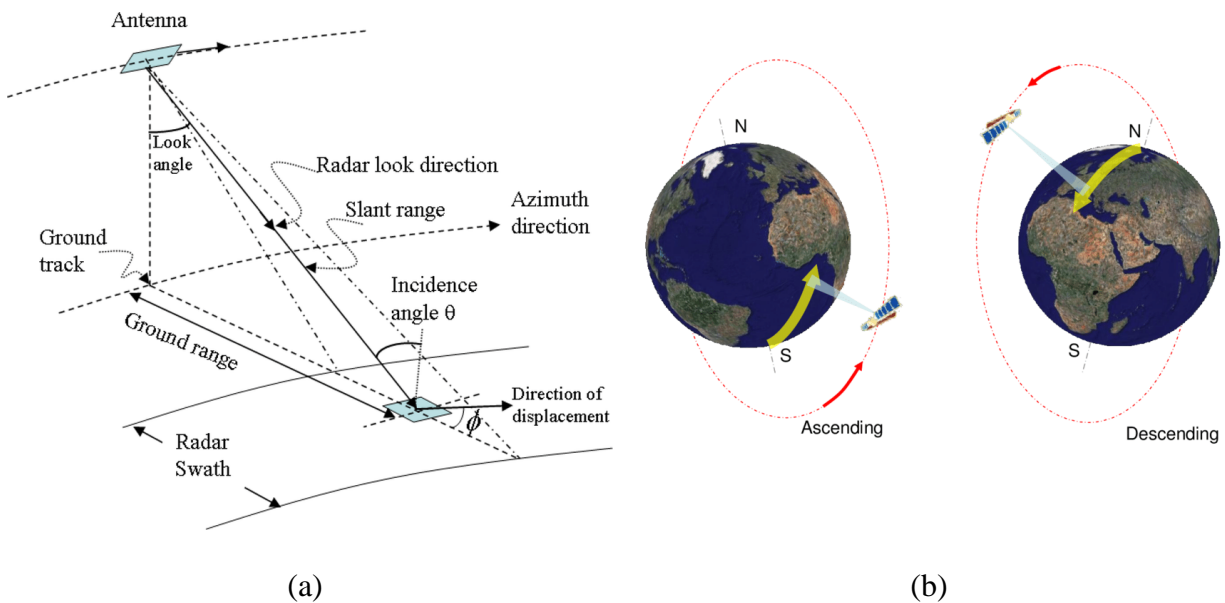 Antenna
Look
angle
Radar look direction
Slant range
Azimuth
direction
Ground
track
Incidence
angle θ
Ground range
Direction of
displacement
ϕ
Radar
Swath
(a)
N
S
Ascending
N
S
Descending
(b)